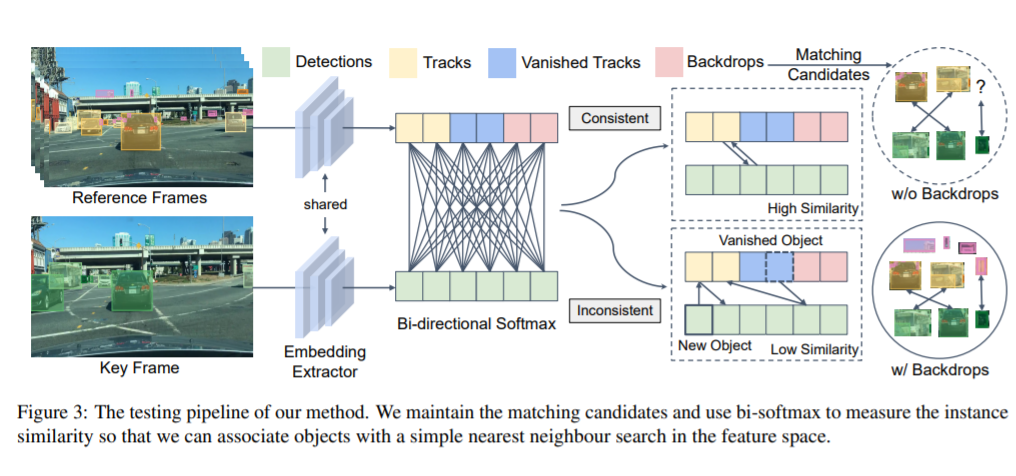 Detections
Tracks
Vanished Tracks
Backdrops
Matching
Candidates
Reference Frames
shared
Key Frame
Embedding
Extractor
Bi-directional Softmax
Consistent
Inconsistent
High Similarity
Vanished Object
New Object
Low Similarity
?
w/o Backdrops
w/ Backdrops
Figure 3: The testing pipeline of our method. We maintain the matching candidates and use bi-softmax to measure the instance
similarity so that we can associate objects with a simple nearest neighbour search in the feature space.